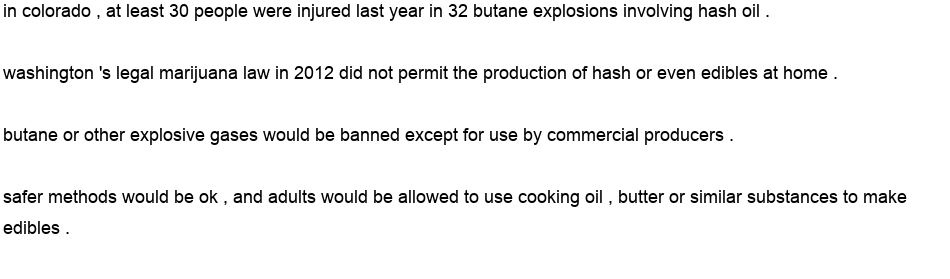 in colorado , at least 30 people were injured last year in 32 butane explosions involving hash oil .
washington 's legal marijuana law in 2012 did not permit the production of hash or even edibles at home .
butane or other explosive gases would be banned except for use by commercial producers .
safer methods would be ok , and adults would be allowed to use cooking oil , butter or similar substances to make
edibles .